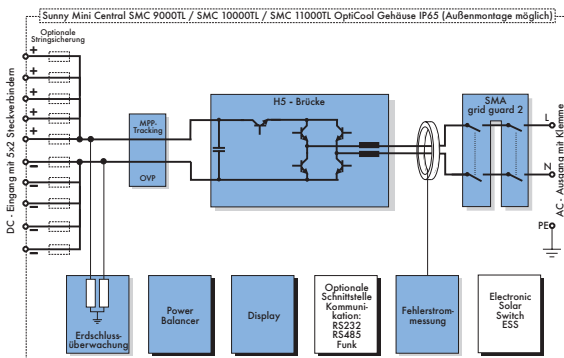 Sunny Mini Central SMC 9000TL / SMC 10000TL / SMC 11000TL OptiCool Gehäuse IP65 (Außenmontage möglich)
Optionale
Stringsicherung
DC - Eingang mit 5x2 Steckverbindern
+
+
+
+
+
–
–
–
–
–
MPP-
Tracking
OVP
H5 - Brücke
SMA
grid guard 2
L
N
PE
AC - Ausgang mit Klemme
Erdschluss-
überwachung
Power
Balancer
Display
Optionale
Schnittstelle
Kommuni-
kation:
RS232
RS485
Funk
Fehlerstrom-
messung
Electronic
Solar
Switch
ESS